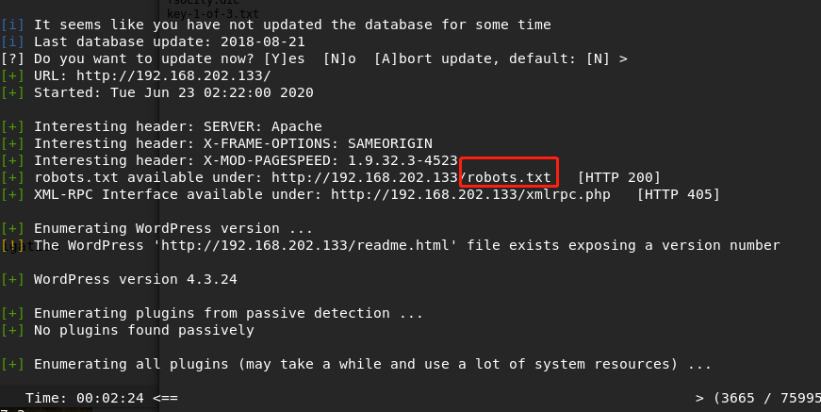 fsocity.dic
key-1-of-3.txt
[i] It seems like you have not updated the database for some time
[i] Last database update: 2018-08-21
[?] Do you want to update now? [Y]es  [N]o  [A]bort update, default: [N] >
[+] URL: http://192.168.202.133/
[+] Started: Tue Jun 23 02:22:00 2020
[+] Interesting header: SERVER: Apache
[+] Interesting header: X-FRAME-OPTIONS: SAMEORIGIN
[+] Interesting header: X-MOD-PAGESPEED: 1.9.32.3-4523
[+] robots.txt available under: http://192.168.202.133/robots.txt   [HTTP 200]
[+] XML-RPC Interface available under: http://192.168.202.133/xmlrpc.php   [HTTP 405]
[+] Enumerating WordPress version ...
[!] The WordPress 'http://192.168.202.133/readme.html' file exists exposing a version number
[+] WordPress version 4.3.24
[+] Enumerating plugins from passive detection ...
[+] No plugins found passively
[+] Enumerating all plugins (may take a while and use a lot of system resources) ...
Time: 00:02:24 <== > (3665 / 75995